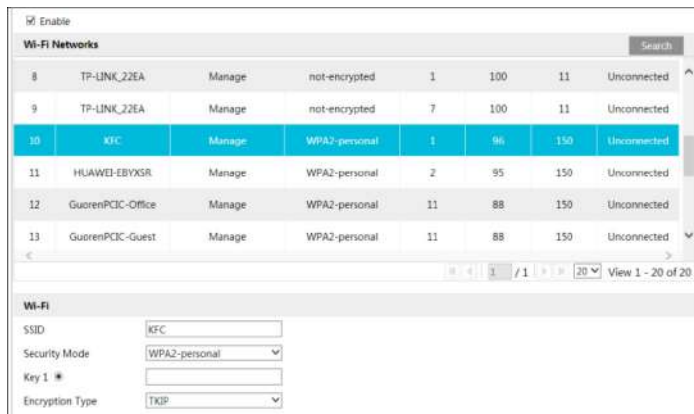 Enable
Wi-Fi Networks Search
8 TP-LINK_22EA Manage not-encrypted 1 100 11 Unconnected
9 TP-LINK_22EA Manage not-encrypted 7 100 11 Unconnected
10 KFC Manage WPA2-personal 1 96 150 Unconnected
11 HUAWEI-EBYXSR Manage WPA2-personal 2 95 150 Unconnected
12 GuorenPCIC-Office Manage WPA2-personal 11 88 150 Unconnected
13 GuorenPCIC-Guest Manage WPA2-personal 11 88 150 Unconnected
1 / 1 20 View 1 - 20 of 20
Wi-Fi
SSID KFC
Security Mode WPA2-personal
Key 1
Encryption Type TKIP